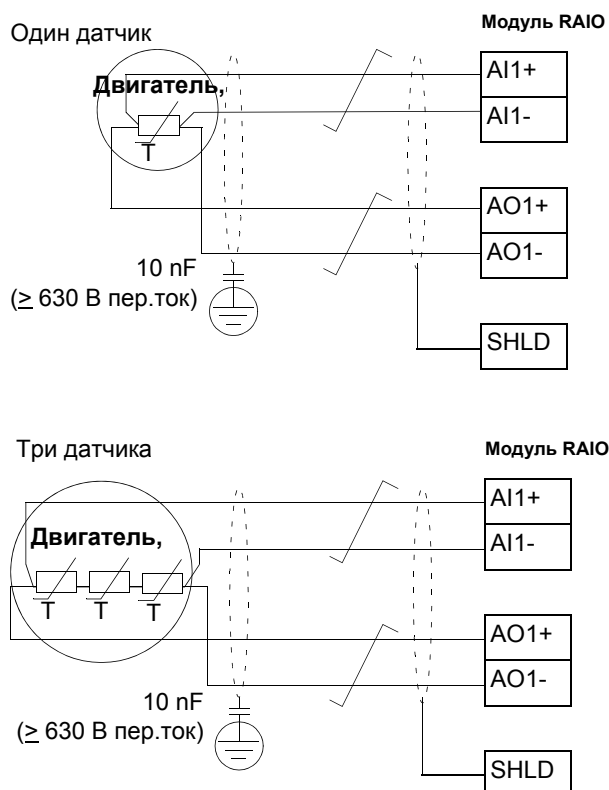 Модуль RAIO
Один датчик
AI1+
Двигатель,
AI1-
T
AO1+
AO1-
10 nF
(≥ 630 В пер.ток)
SHLD
Три датчика
Модуль RAIO
AI1+
Двигатель,
AI1-
T T T
AO1+
AO1-
10 nF
(≥ 630 В пер.ток)
SHLD